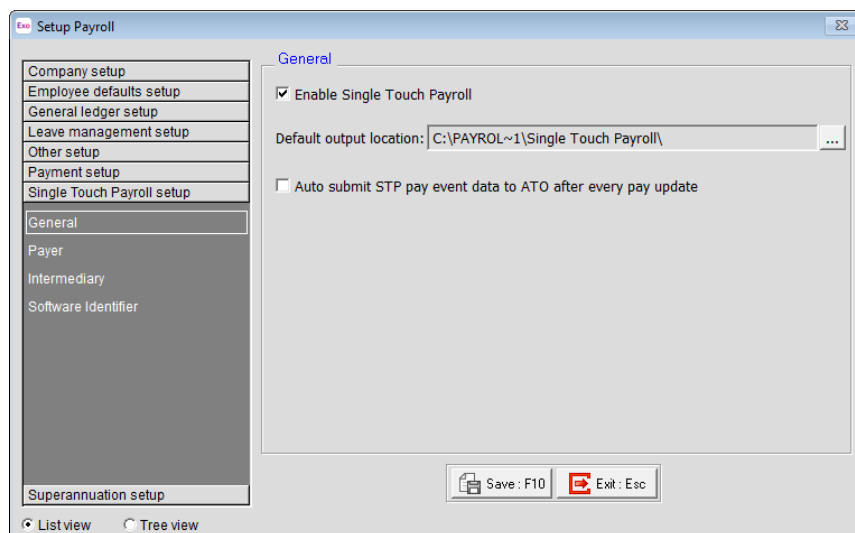 Exo Setup Payroll
Company setup
Employee defaults setup
General ledger setup
Leave management setup
Other setup
Payment setup
Single Touch Payroll setup
General
Payer
Intermediary
Software Identifier
Superannuation setup
List view Tree view
General
Enable Single Touch Payroll
Default output location: C:\PAYROL~1\Single Touch Payroll\ ...
Auto submit STP pay event data to ATO after every pay update
Save : F10 Exit : Esc